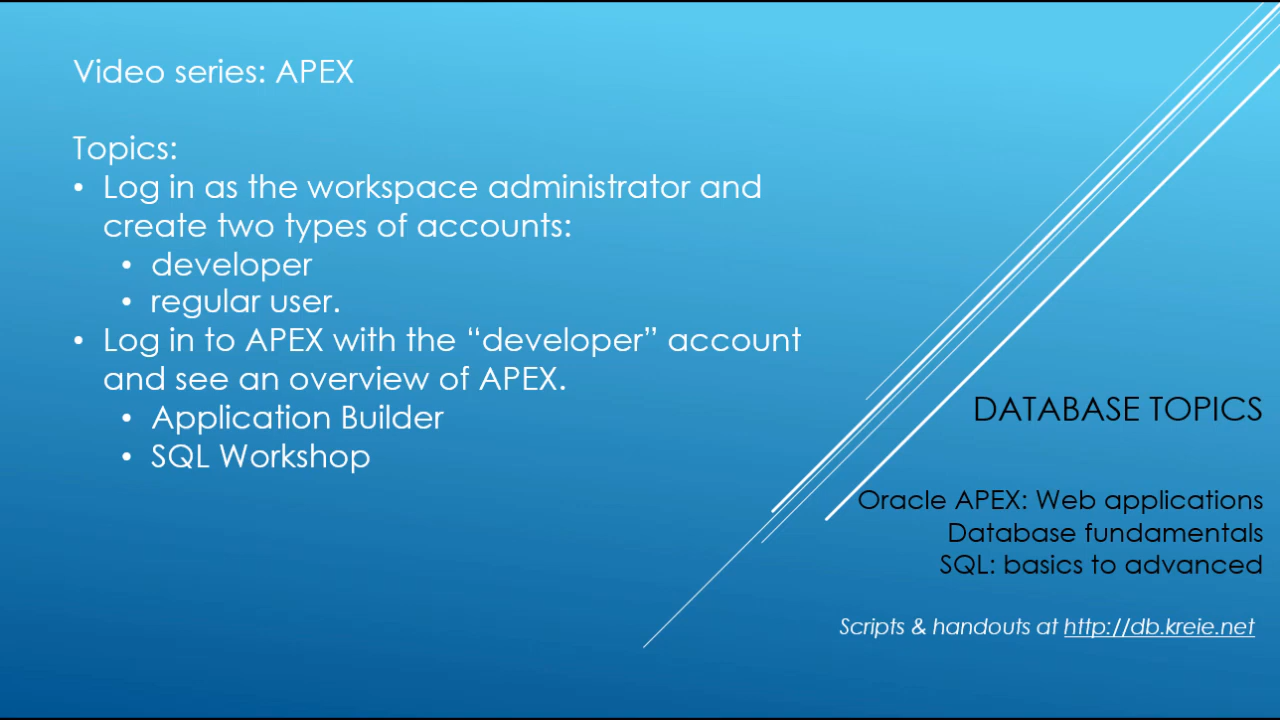 Video series: APEX
Topics:
• Log in as the workspace administrator and
create two types of accounts:
• developer
• regular user.
• Log in to APEX with the “developer” account
and see an overview of APEX.
• Application Builder
• SQL Workshop
DATABASE TOPICS
Oracle APEX: Web applications
Database fundamentals
SQL: basics to advanced
Scripts & handouts at http://db.kreie.net